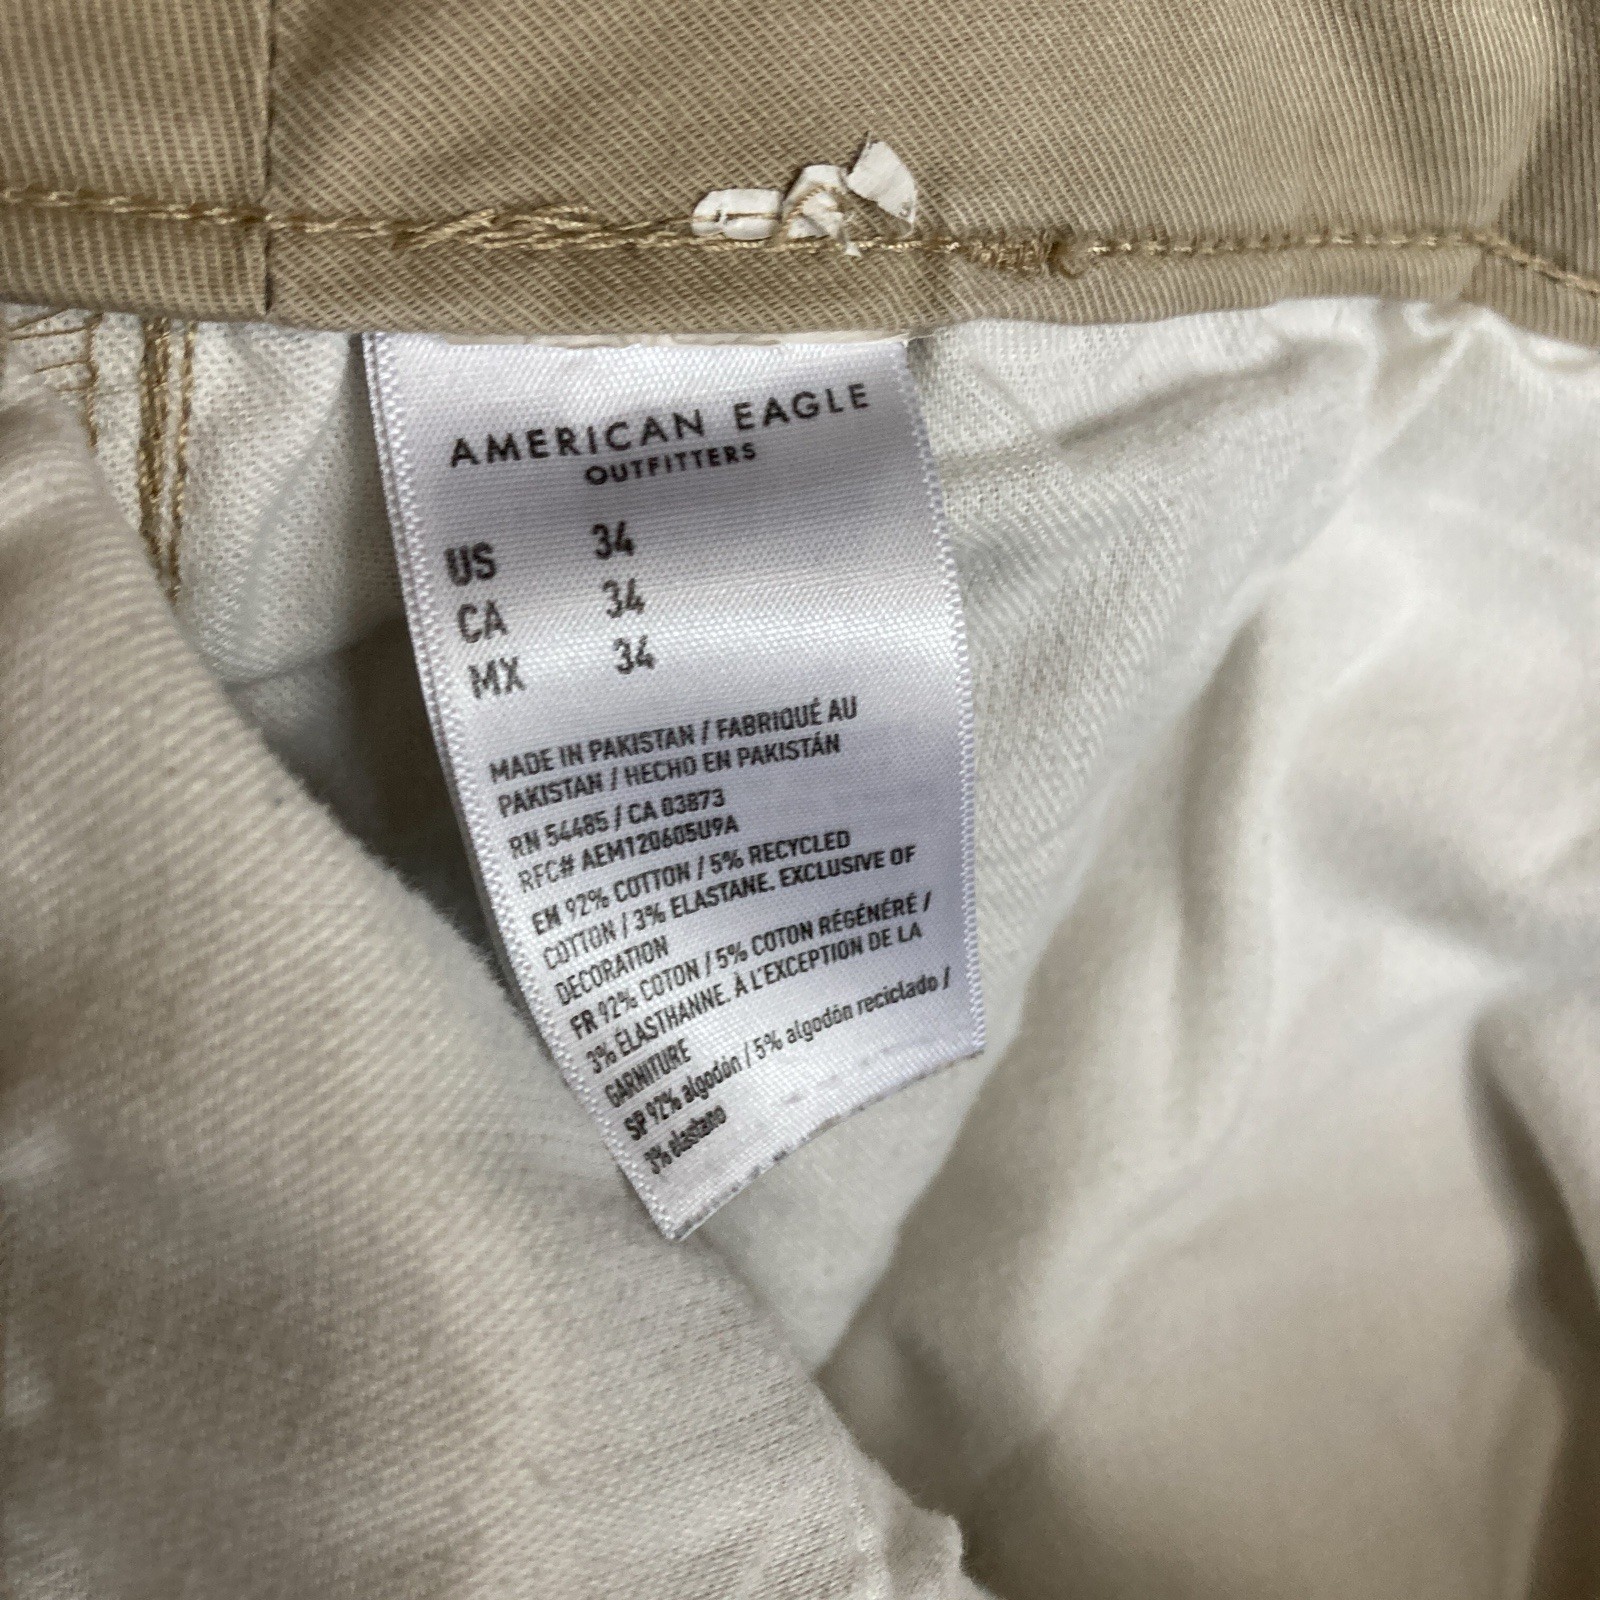 AMERICAN EAGLE
OUTFITTERS
US 34
CA 34
MX 34
MADE IN PAKISTAN / FABRIQUÉ AU
PAKISTAN / HECHO EN PAKISTÁN
RN 54485 / CA 03873
RFC# AEM120605U9A
EN 92% COTTON / 5% RECYCLED
COTTON / 3% ELASTANE. EXCLUSIVE OF
DECORATION
FR 92% COTON / 5% COTON RÉGÉNÉRÉ /
3% ÉLASTHANNE. À L'EXCEPTION DE LA
GARNITURE
SP 92% algodón / 5% algodón reciclado /
3% elastano